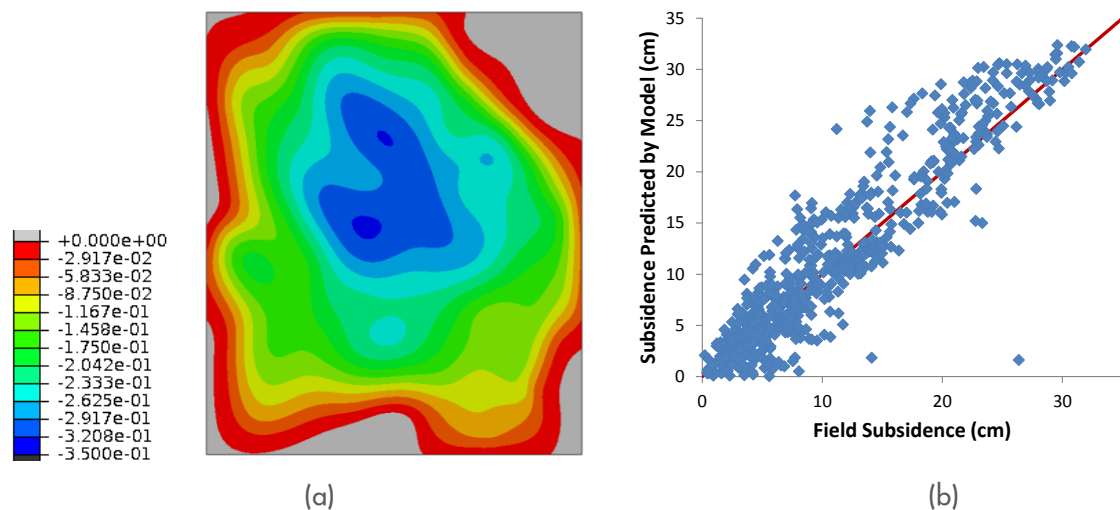 +0.000e+00
-2.917e-02
-5.833e-02
-8.750e-02
-1.167e-01
-1.458e-01
-1.750e-01
-2.042e-01
-2.333e-01
-2.625e-01
-2.917e-01
-3.208e-01
-3.500e-01
(a)
Subsidence Predicted by Model (cm)
35
30
25
20
15
10
5
0
0
10
20
30
Field Subsidence (cm)
(b)